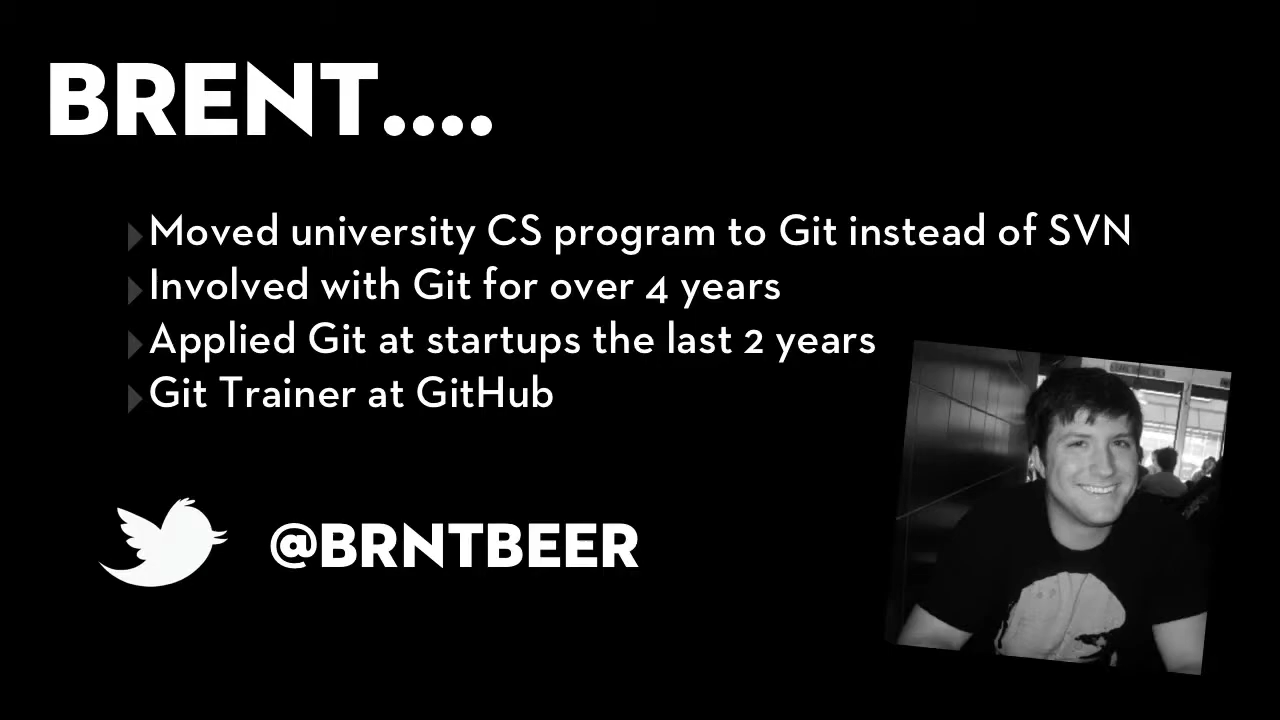 BRENT....
Moved university CS program to Git instead of SVN
Involved with Git for over 4 years
Applied Git at startups the last 2 years
Git Trainer at GitHub
@BRNTBEER